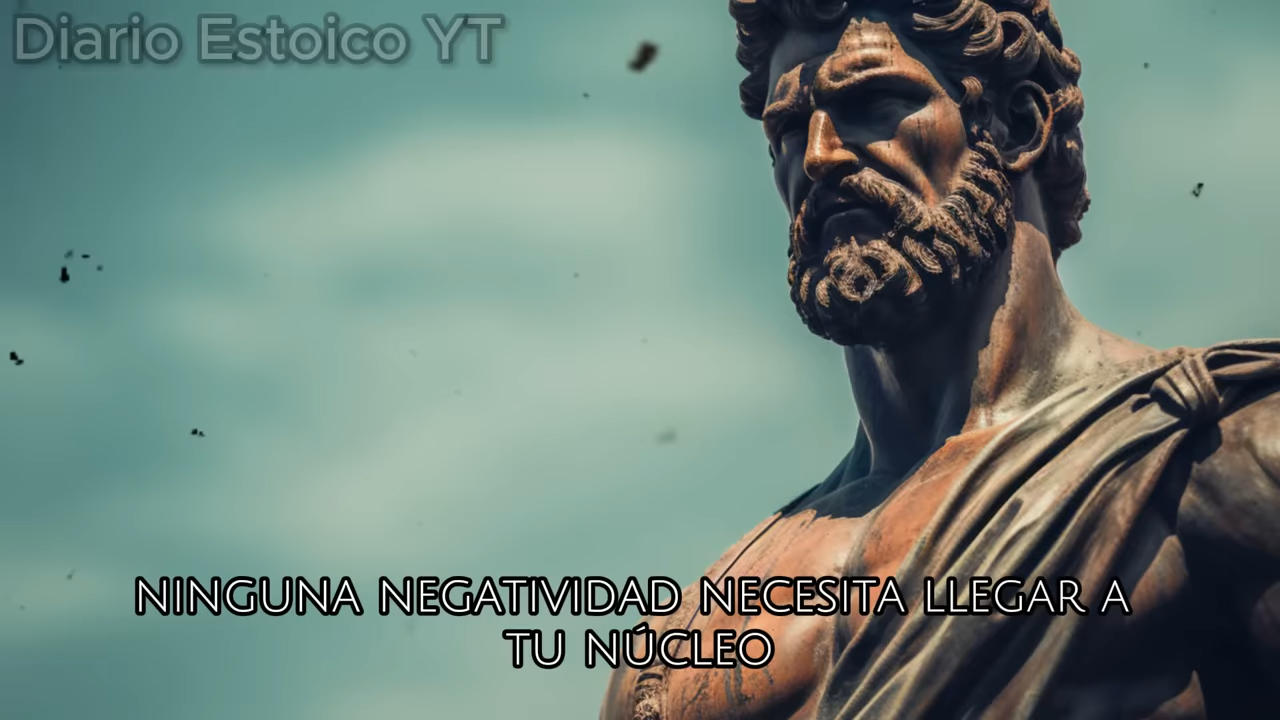 Diario Estoico YT
NINGUNA NEGATIVIDAD NECESITA LLEGAR A
TU NÚCLEO